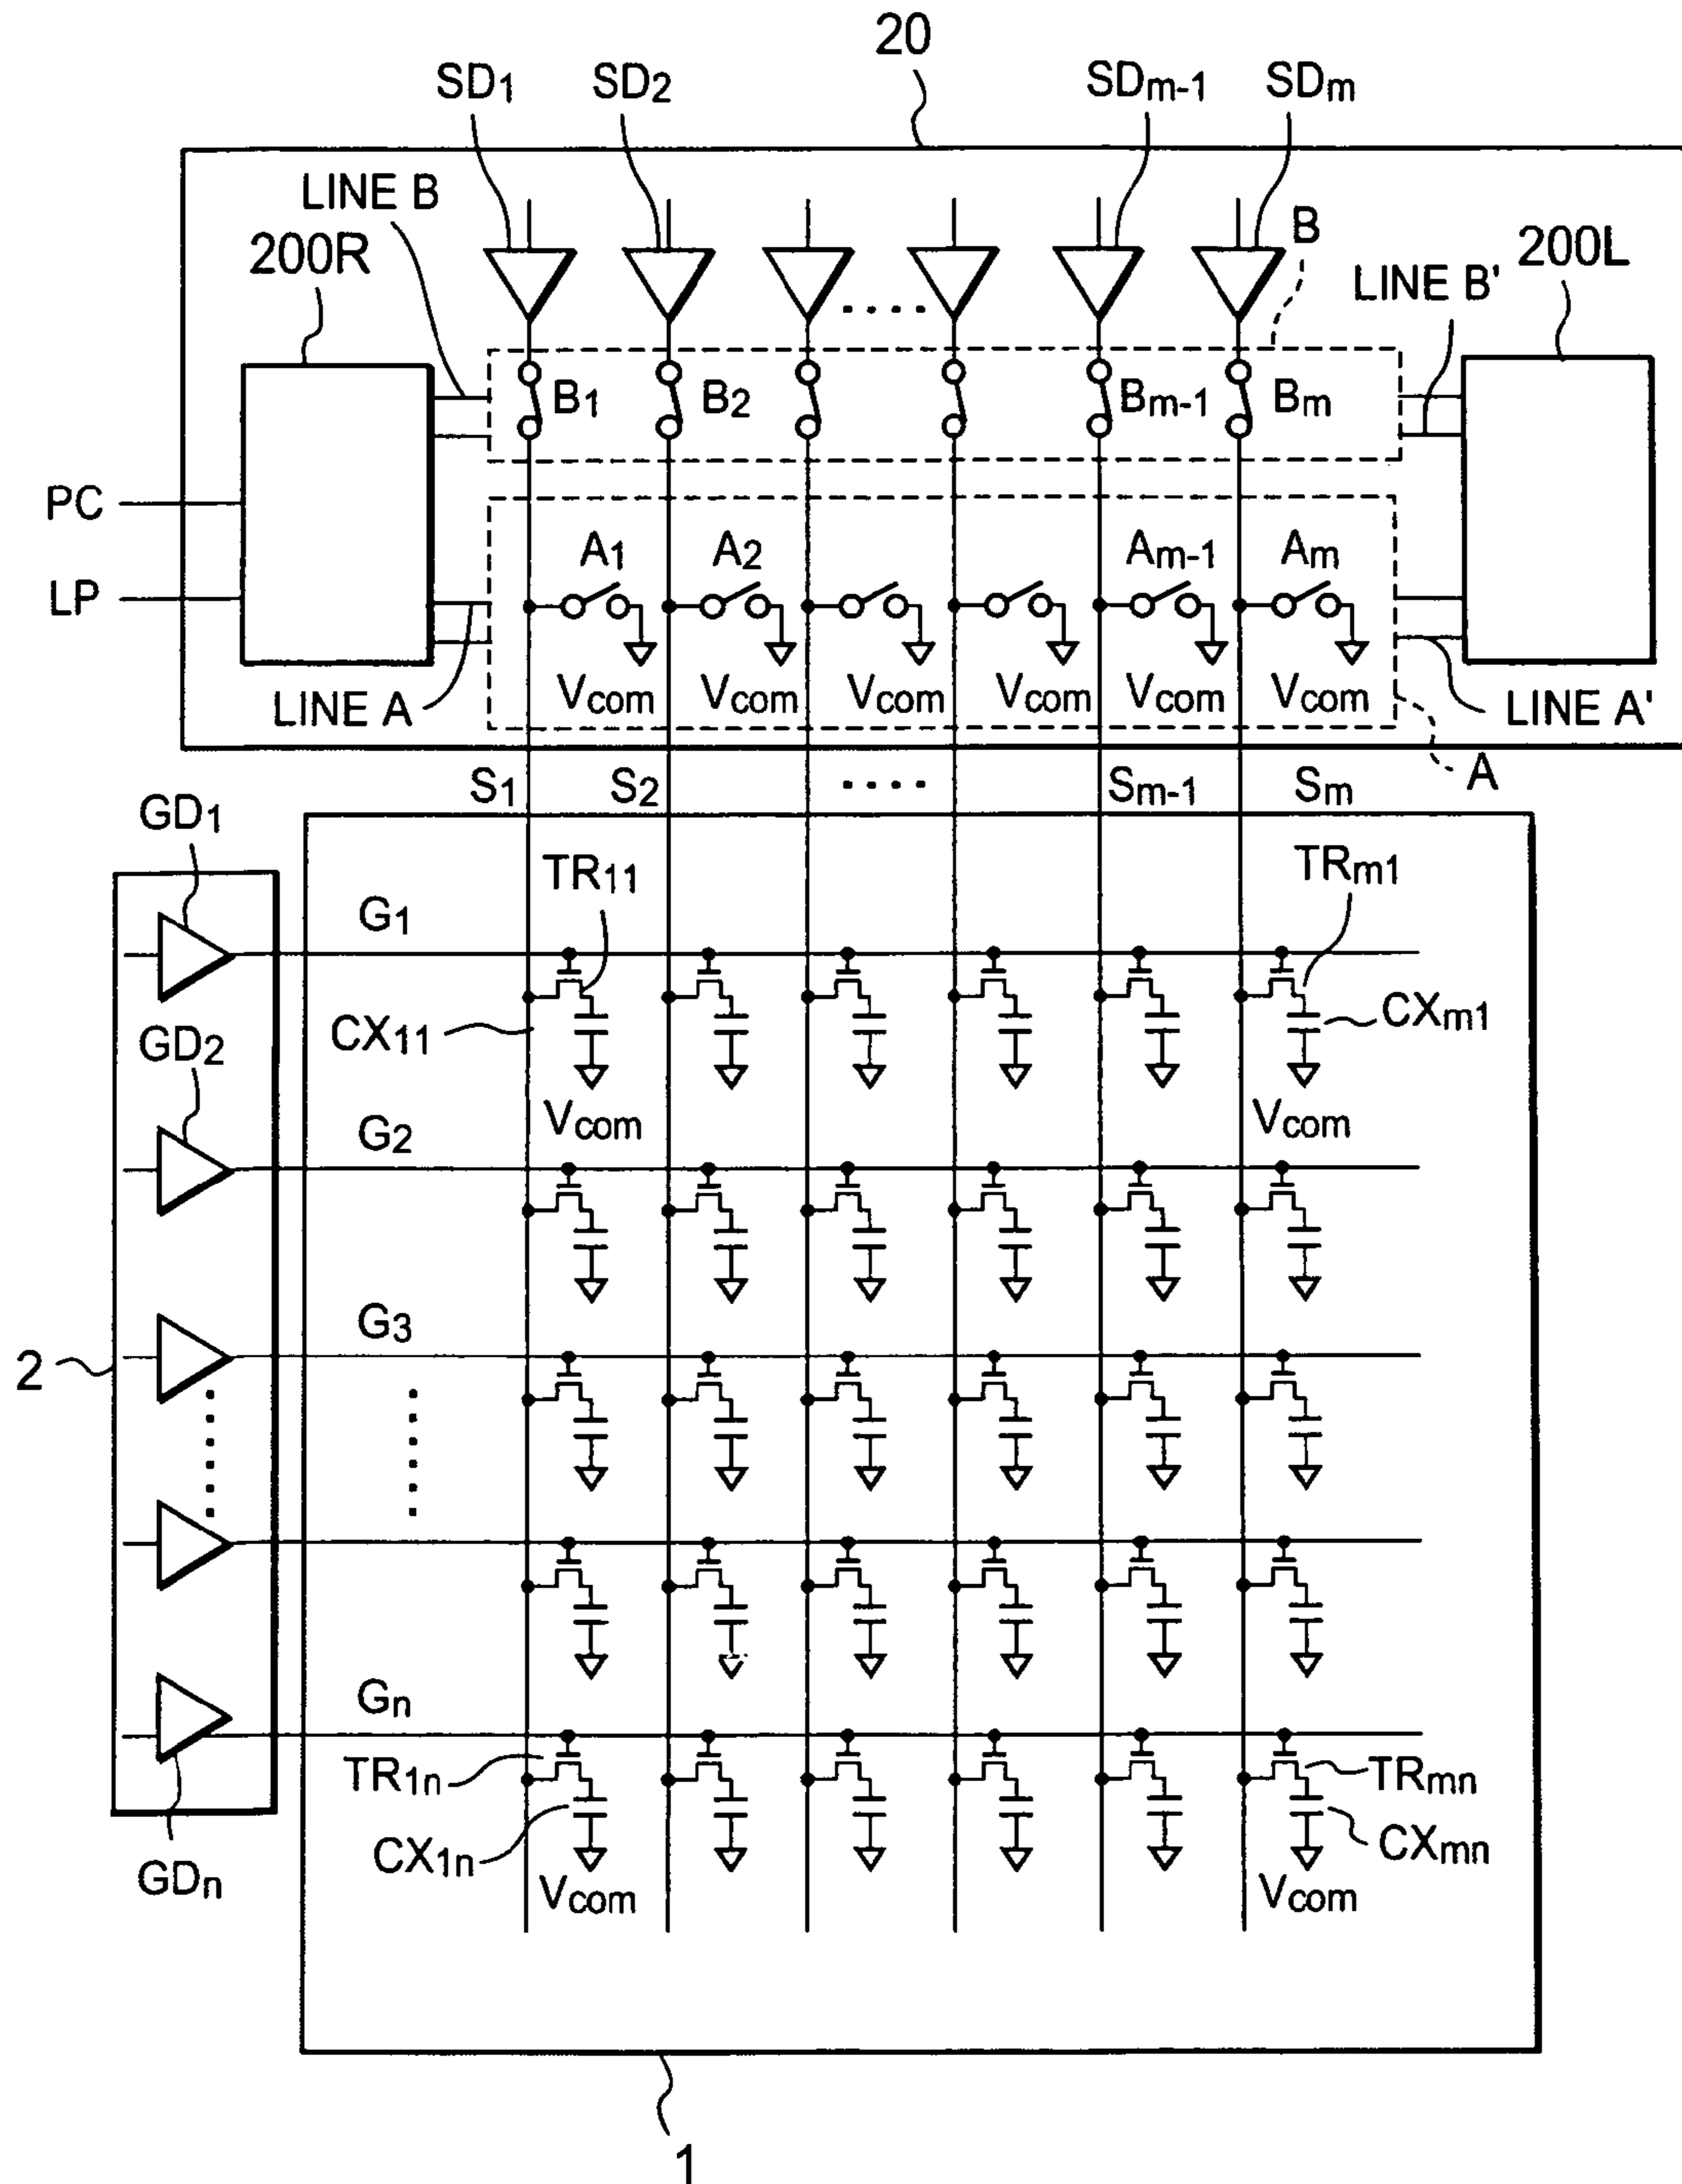 20
SD1 SD2 SDm-1 SDm
LINE B B
200R 200L
LINE B'
B1 B2 Bm-1 Bm
PC
A1 A2 Am-1 Am
LP
Vcom Vcom Vcom Vcom Vcom Vcom
LINE A LINE A'
A
S1 S2 Sm-1 Sm
GD1
TR11 TRm1
G1
CX11 CXm1
GD2
Vcom Vcom
G2
G3
2
Gn
TR1n TRmn
CX1n CXmn
GDn
Vcom Vcom
1